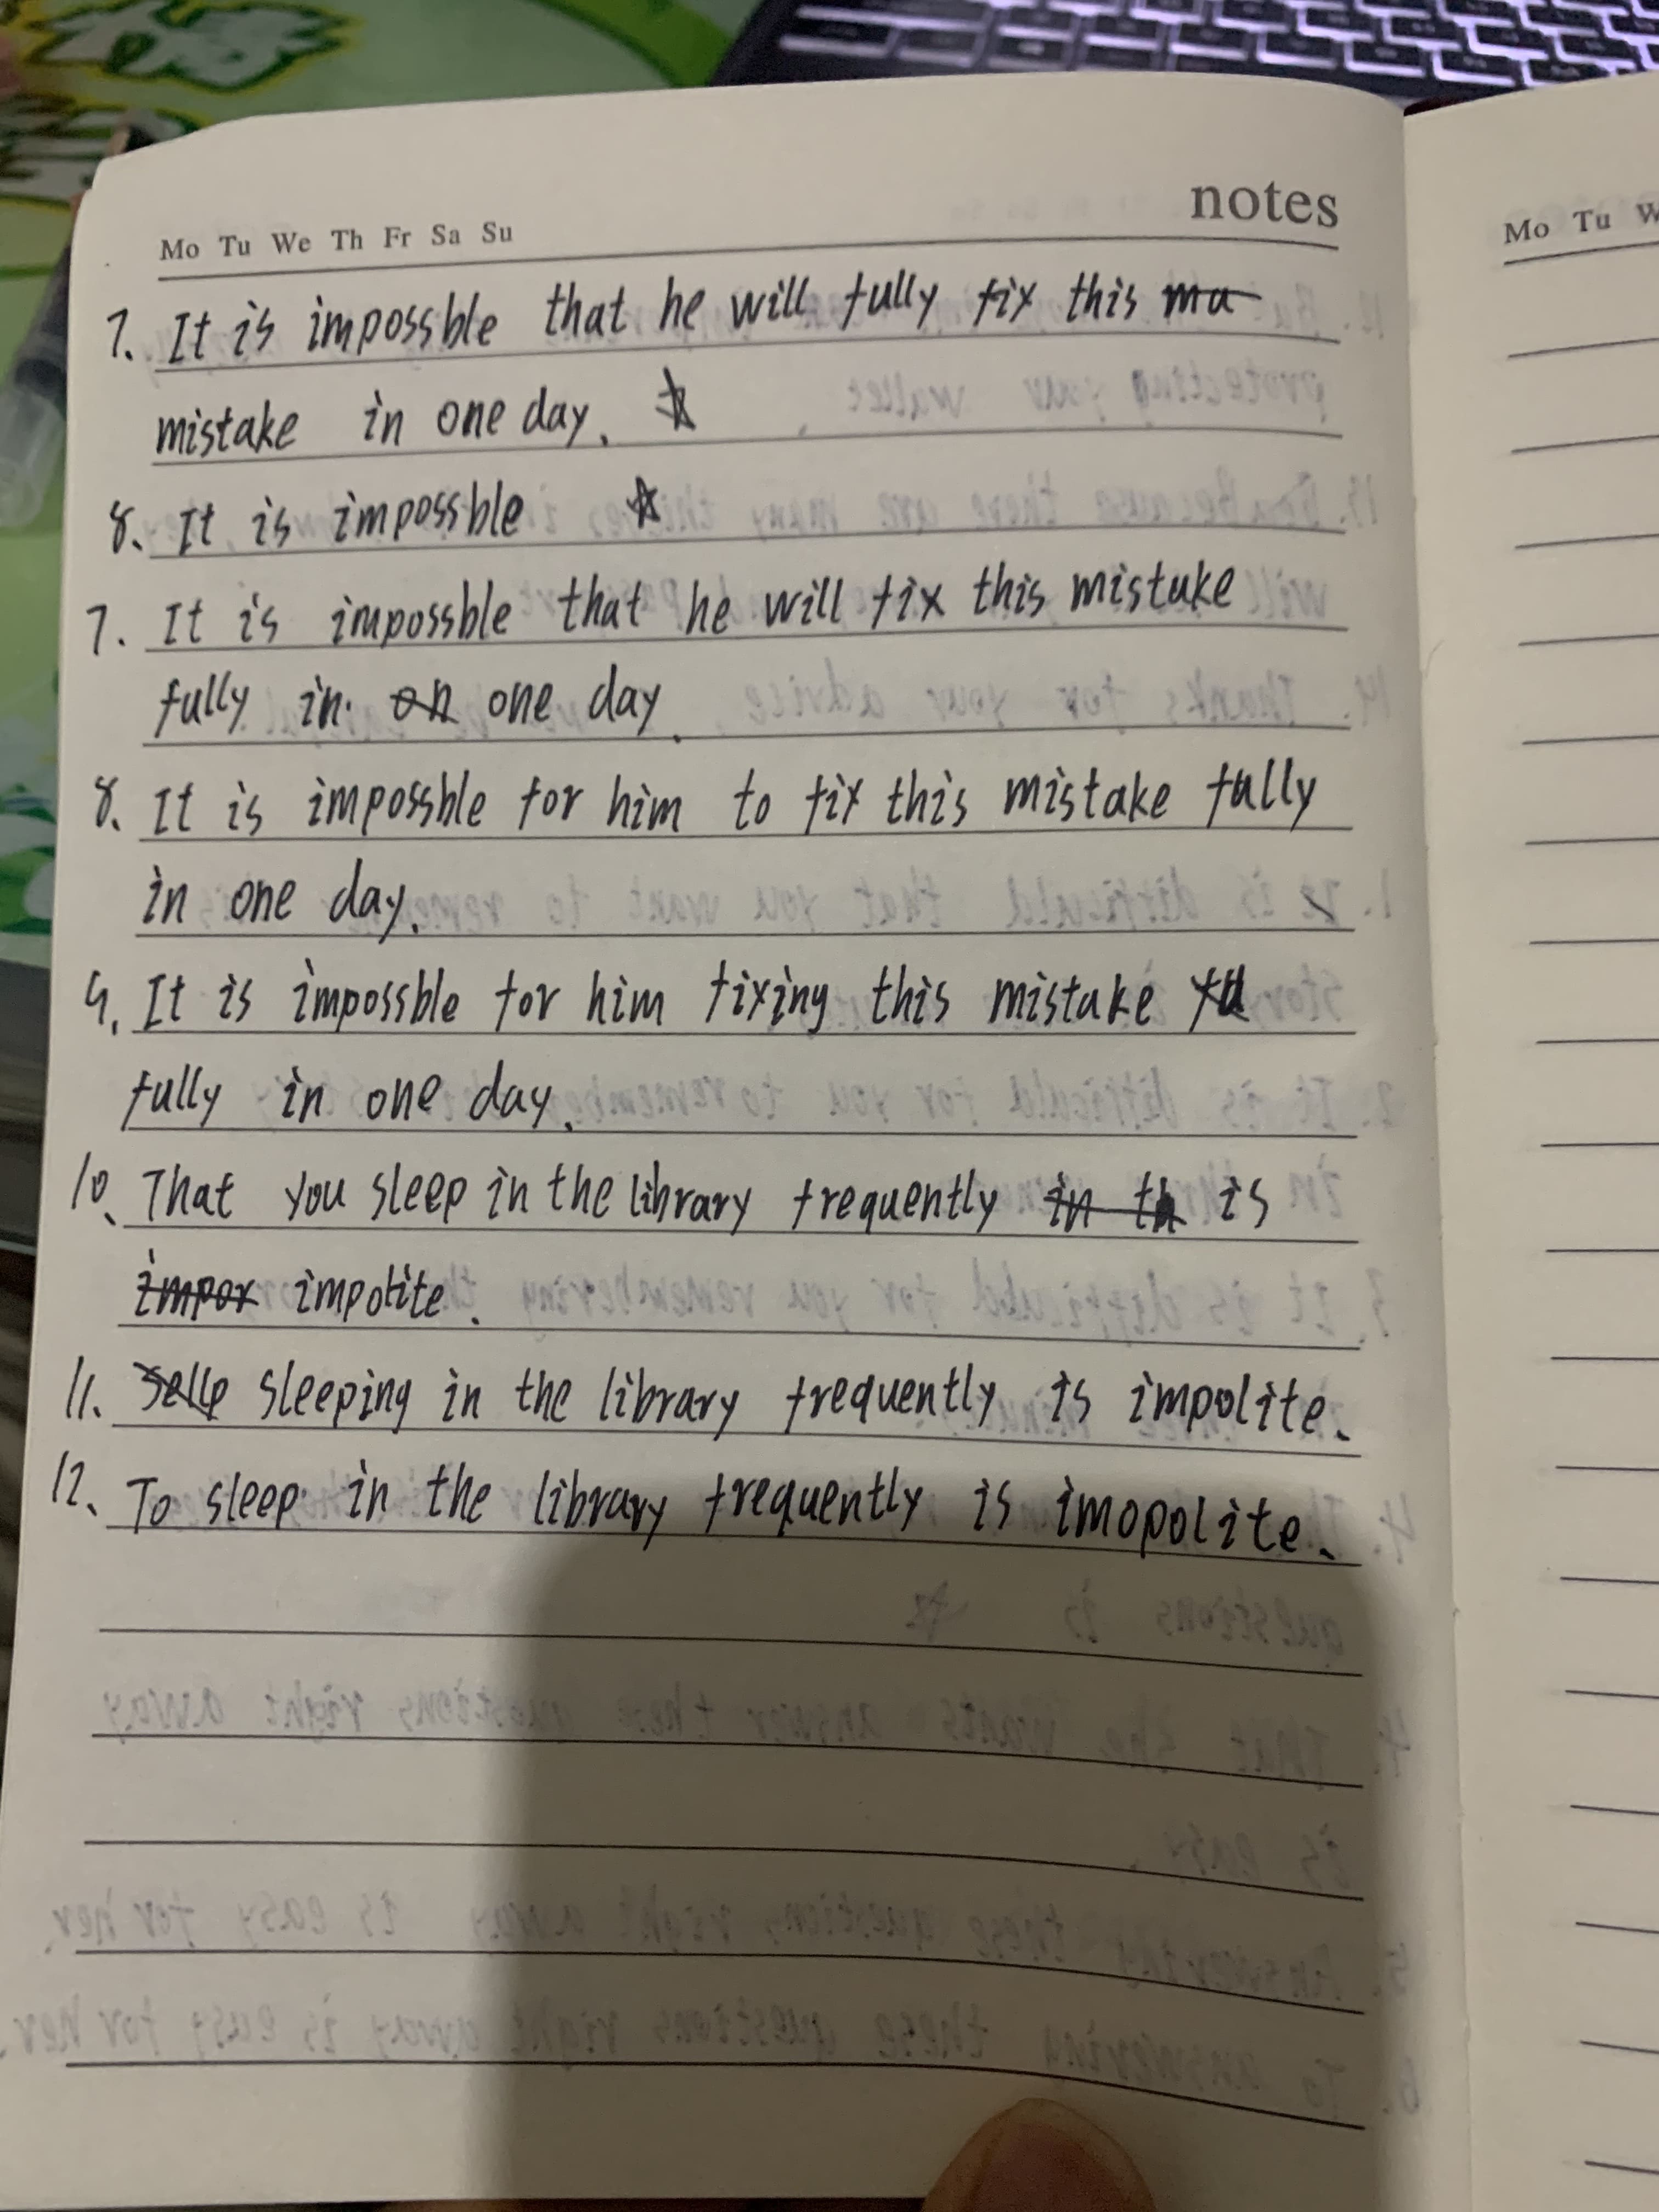 notes
Mo Tu We Th Fr Sa Su
7. It is impossble that he will fully fix this ma
mistake in one day.
8. It is impossble
7. It is impossble that he will fix this mistake
fully in on one day.
8. It is impossble for him to fix this mistake fully
in one day.
9. It is impossble for him fixing this mistake fu
fully in one day.
10. That you sleep in the library frequently in th is
impor impolite.
11. Selle sleeping in the library frequently is impolite.
12. To sleep in the library frequently is imopolite.
Mo Tu W